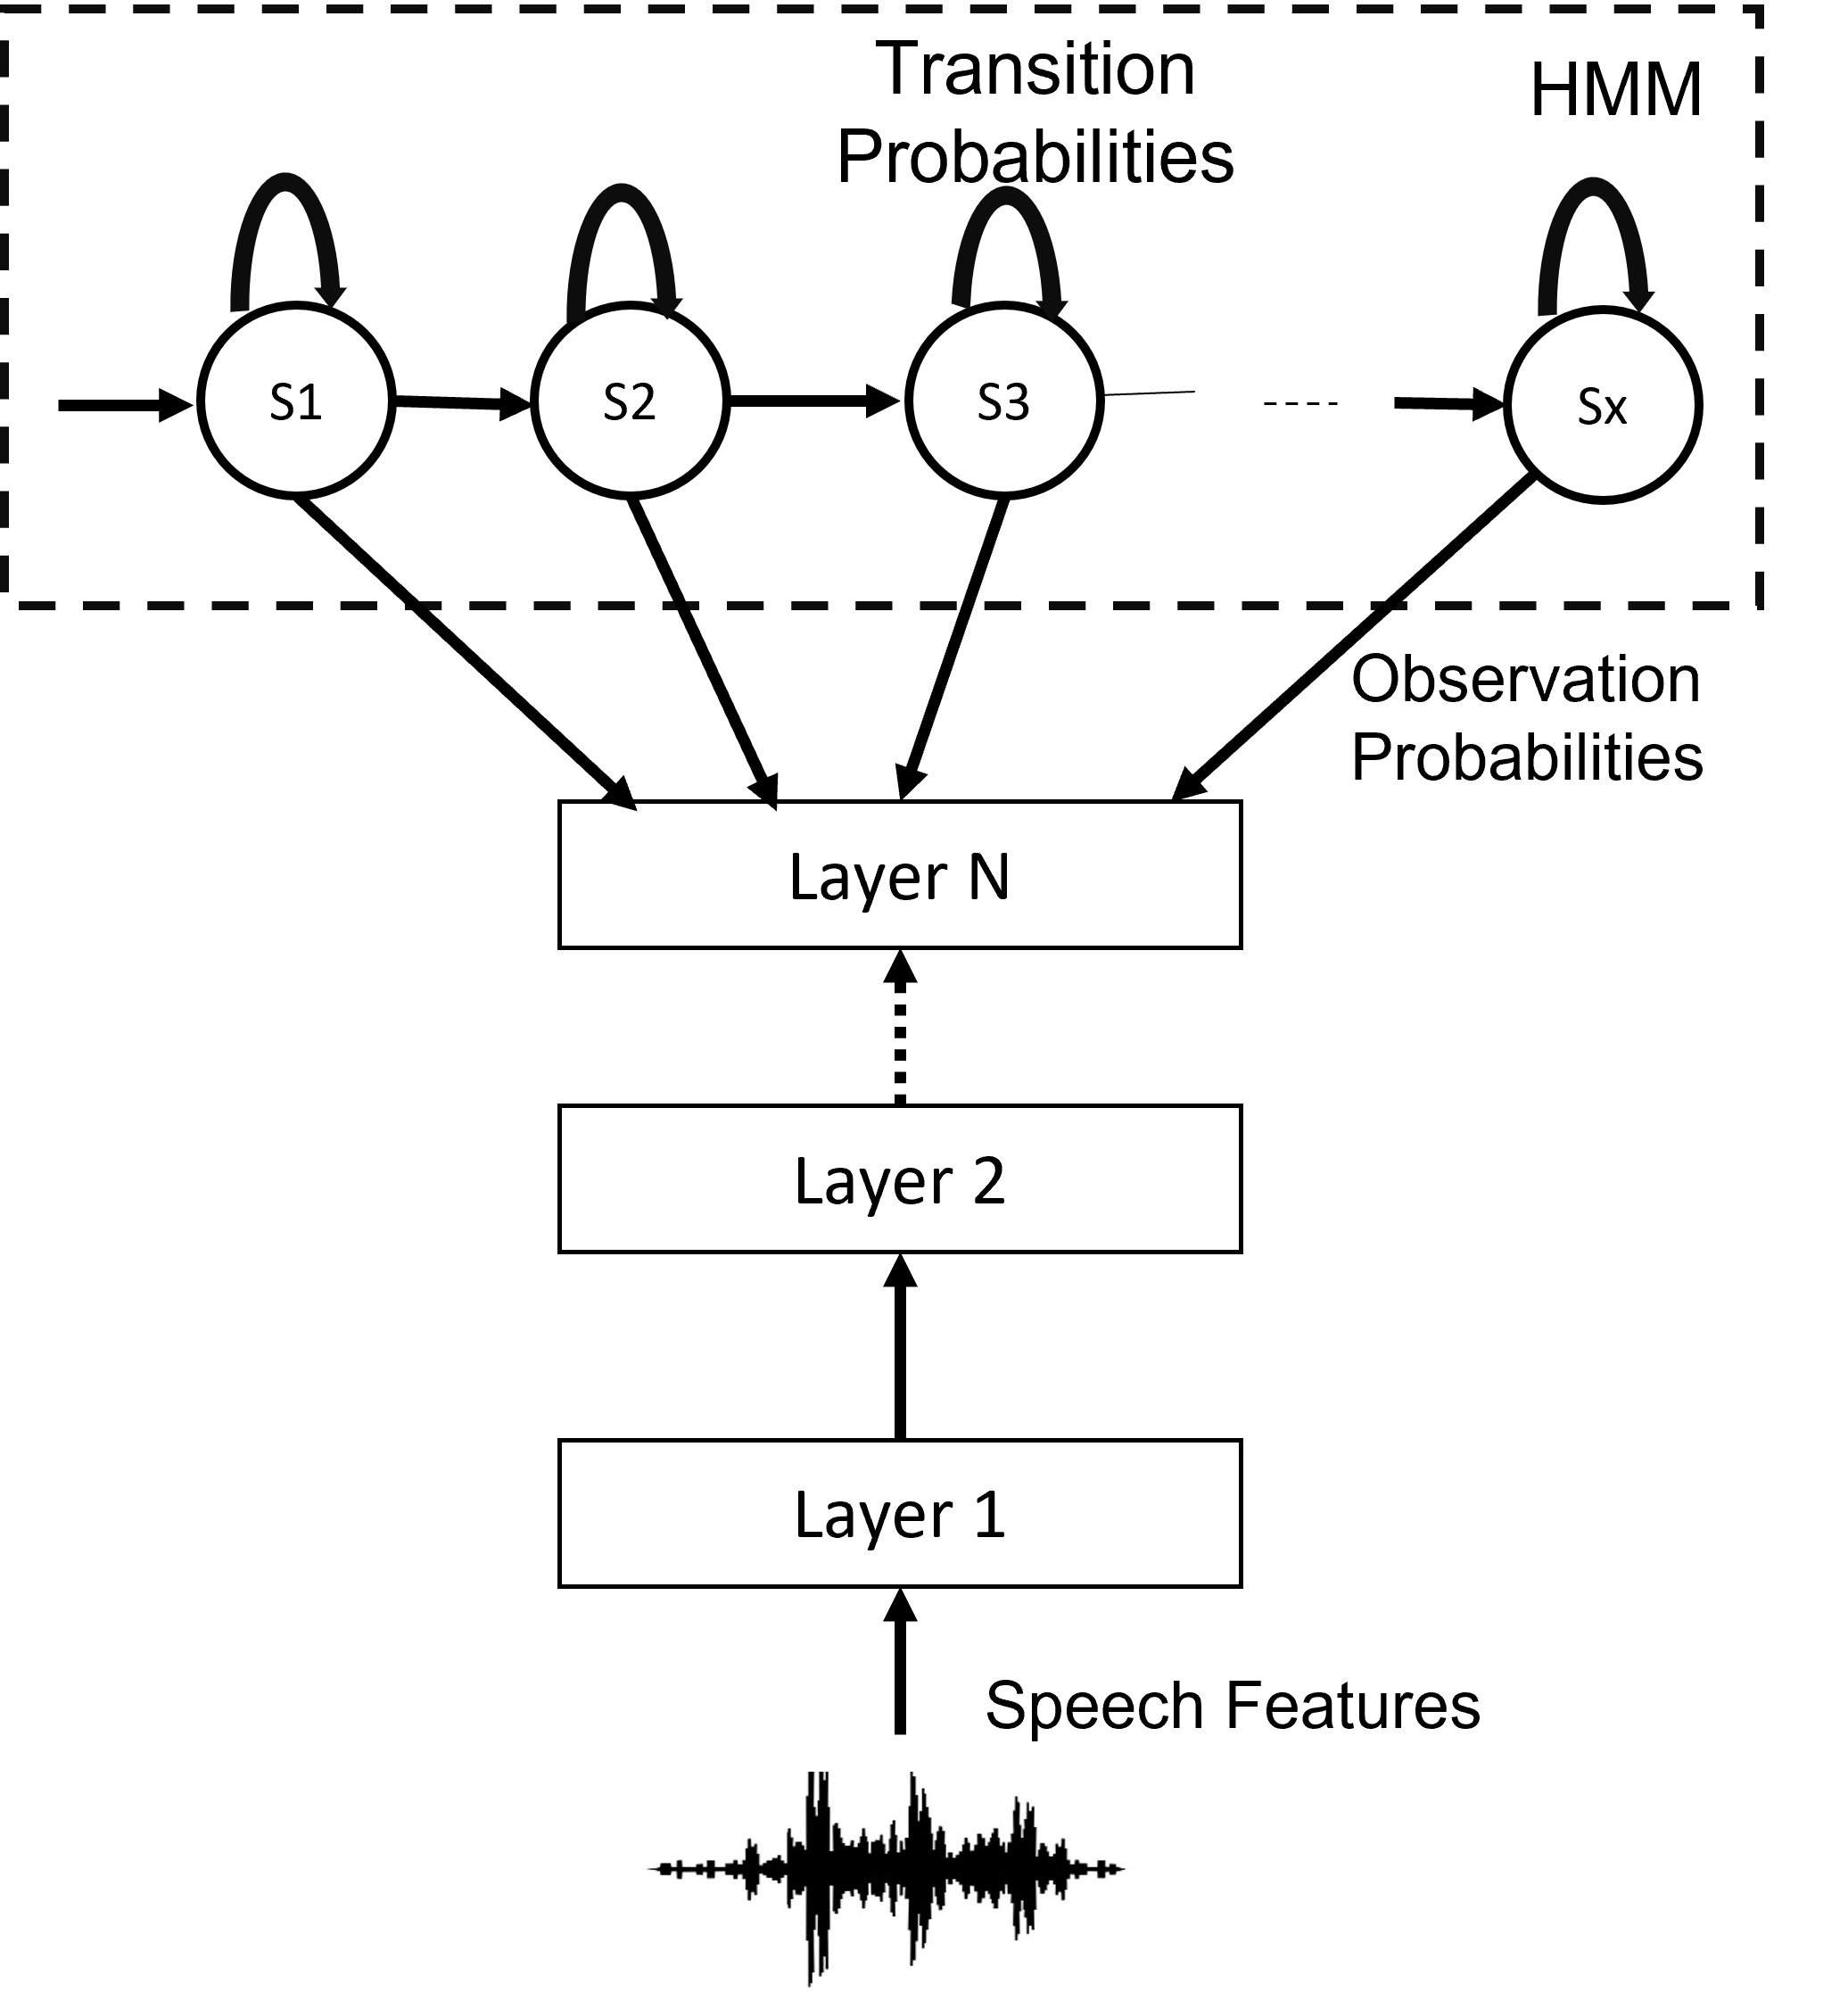 Transition
Probabilities
HMM
S1
S2
S3
----
Sx
Observation
Probabilities
Layer N
Layer 2
Layer 1
Speech Features